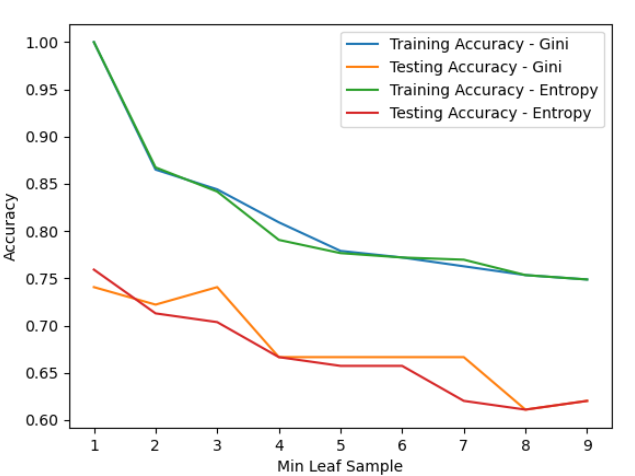 1.00
0.95
0.90
0.85
0.80
0.75
0.70
0.65
0.60
Accuracy
Training Accuracy - Gini
Testing Accuracy - Gini
Training Accuracy - Entropy
Testing Accuracy - Entropy
1 2 3 4 5 6 7 8 9
Min Leaf Sample